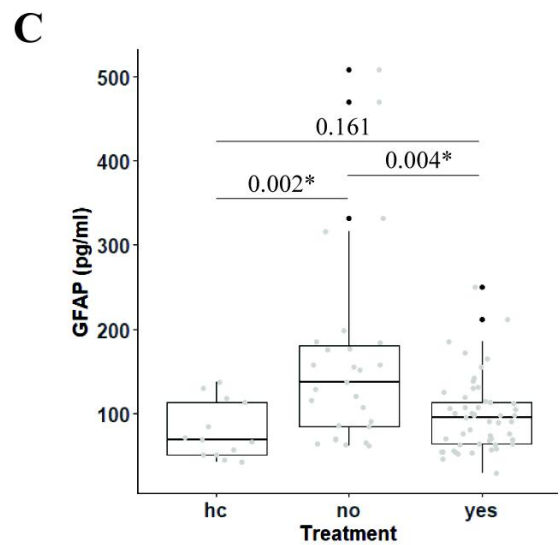 C
500
0.161
400
0.004*
0.002*
300
200
100
GFAP (pg/ml)
hc no yes
Treatment